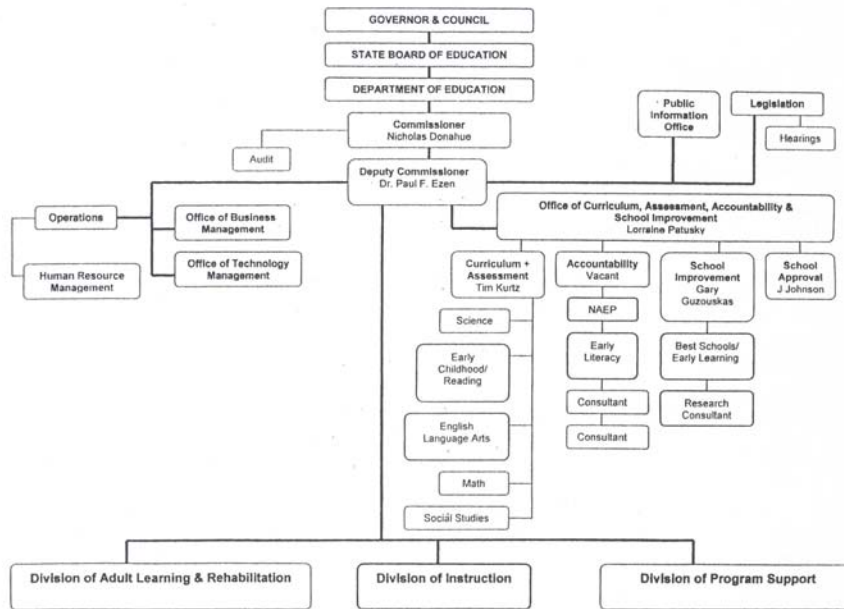 GOVERNOR & COUNCIL
STATE BOARD OF EDUCATION
DEPARTMENT OF EDUCATION
Commissioner
Nicholas Donahue
Public
Information
Office
Legislation
Hearings
Audit
Deputy Commissioner
Dr. Paul F. Ezen
Operations
Office of Business
Management
Human Resource
Management
Office of Technology
Management
Office of Curriculum, Assessment, Accountability &
School Improvement
Lorraine Patusky
Curriculum +
Assessment
Tim Kurtz
Science
Early
Childhood/
Reading
English
Language Arts
Math
Social Studies
Accountability
Vacant
NAEP
Early
Literacy
Consultant
Consultant
School
Improvement
Gary
Guzouskas
Best Schools/
Early Learning
Research
Consultant
School
Approval
J Johnson
Division of Adult Learning & Rehabilitation
Division of Instruction
Division of Program Support